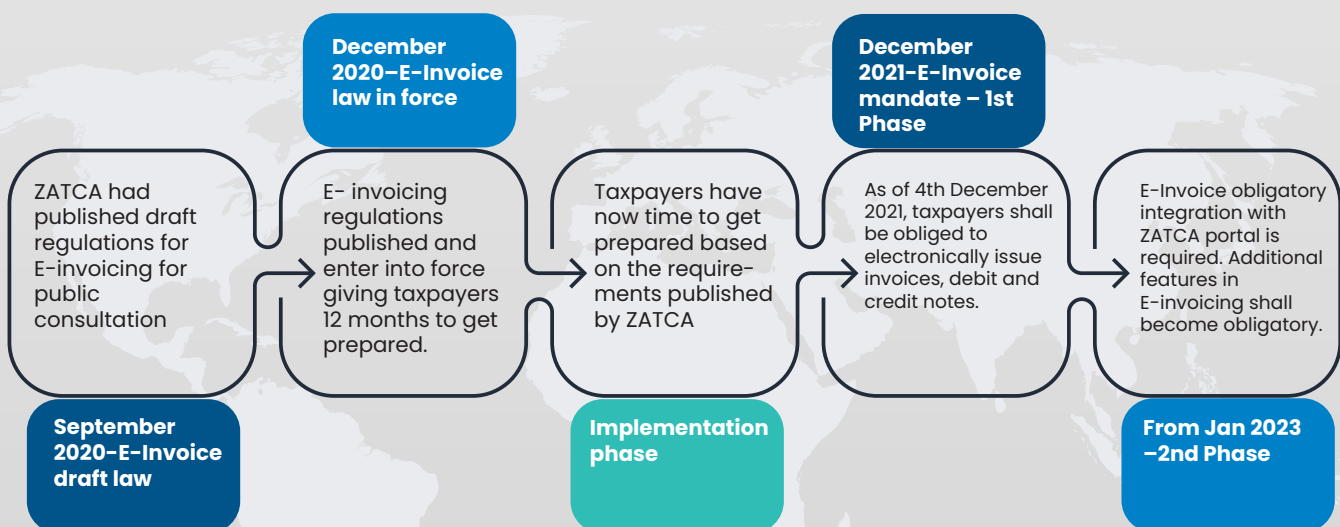 December
2020–E-Invoice
law in force
December
2021-E-Invoice
mandate – 1st
Phase
ZATCA had
published draft
regulations for
E-invoicing for
public
consultation
E- invoicing
regulations
published and
enter into force
giving taxpayers
12 months to get
prepared.
Taxpayers have
now time to get
prepared based
on the require-
ments published
by ZATCA
As of 4th December
2021, taxpayers shall
be obliged to
electronically issue
invoices, debit and
credit notes.
E-Invoice obligatory
integration with
ZATCA portal is
required. Additional
features in
E-invoicing shall
become obligatory.
September
2020-E-Invoice
draft law
Implementation
phase
From Jan 2023
–2nd Phase